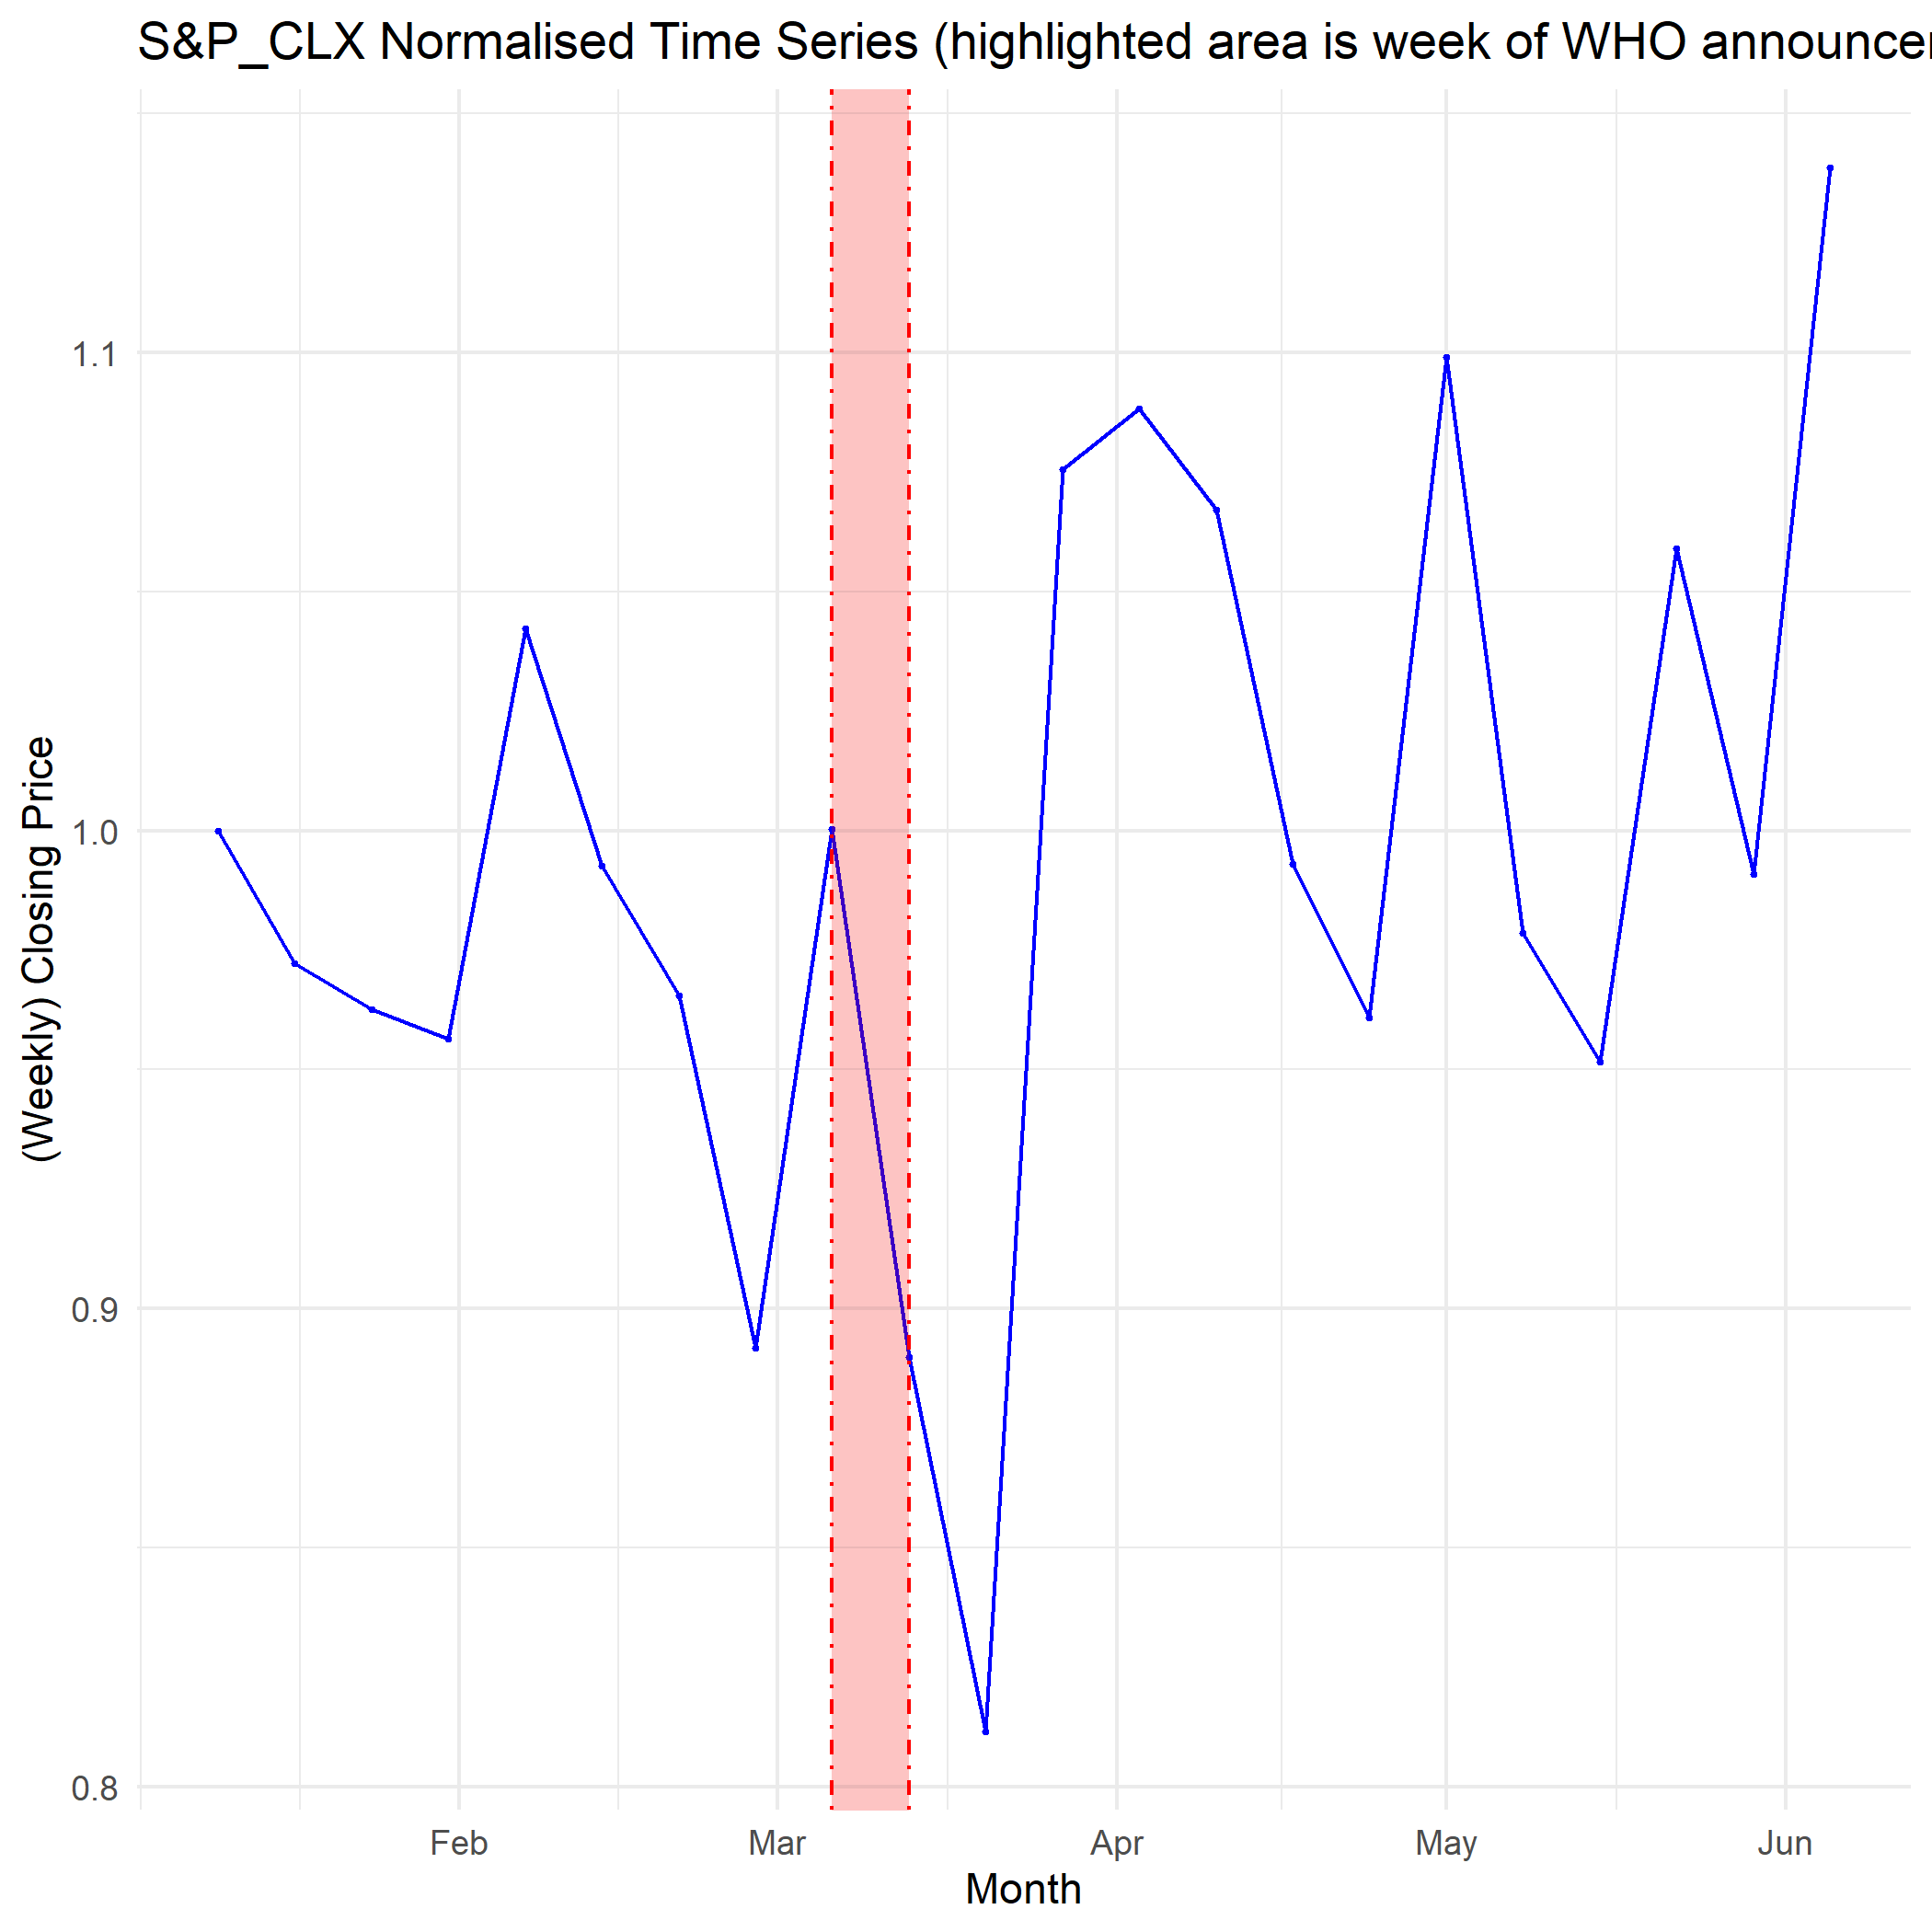 S&P_CLX Normalised Time Series (highlighted area is week of WHO
1.1
1.0
0.9
0.8
(Weekly) Closing Price
Feb Mar Apr May Jun
Month